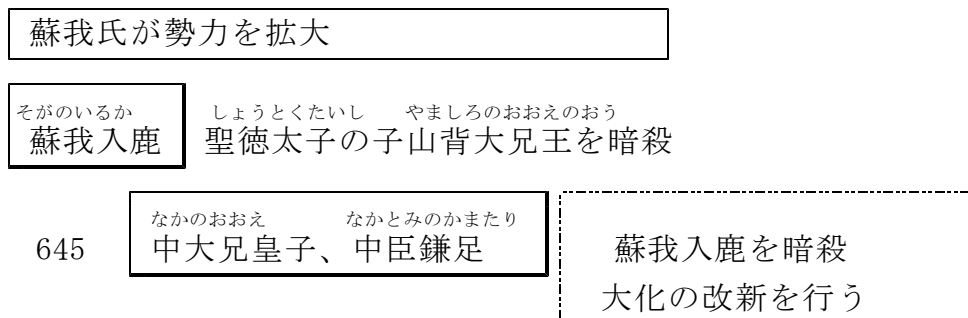 蘇我氏が勢力を拡大
そがのいるか しょうとくたいし やましろのおおえのおう
蘇我入鹿 聖徳太子の子山背大兄王を暗殺
なかのおおえ なかとみのかまたり
645 中大兄皇子、中臣鎌足 蘇我入鹿を暗殺
大化の改新を行う